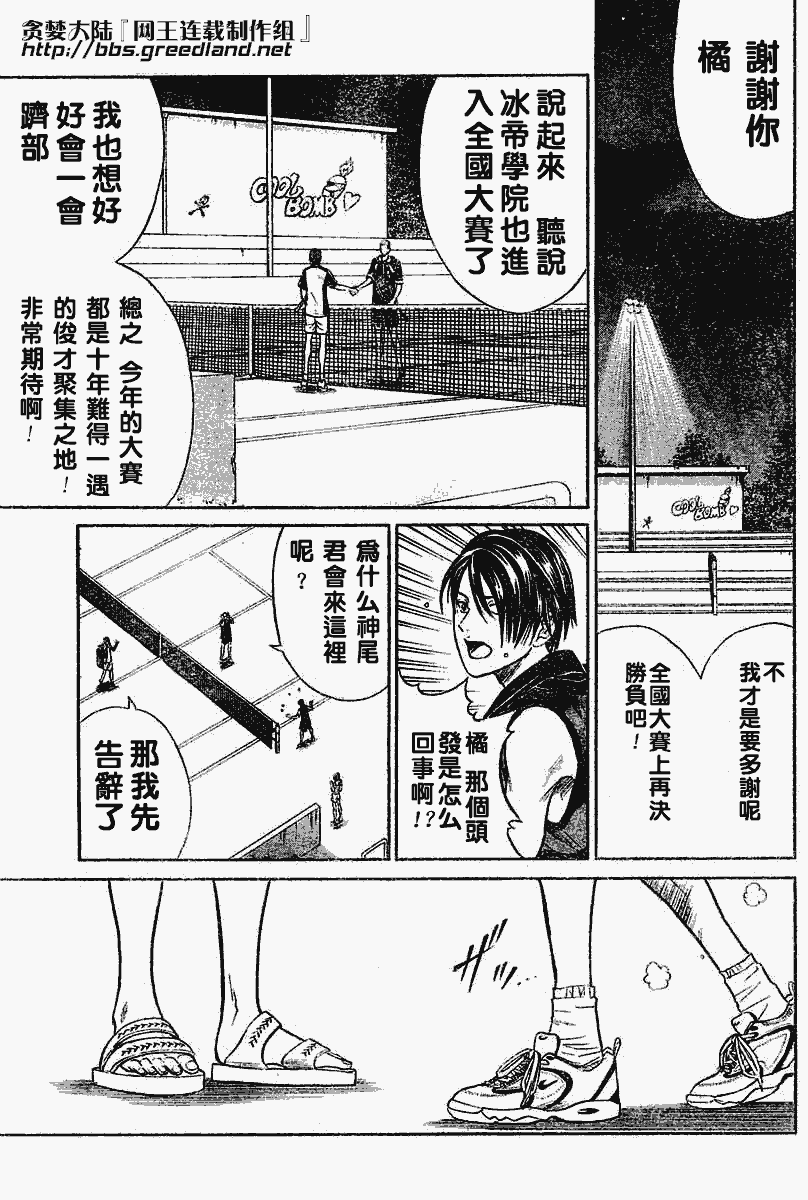 貪婪大陆『网王连载制作组』
http://bbs.greedland.net
謝謝你
橘
不
我才是要多謝呢
全國大賽上再決
勝負吧！
說起來 聽說
冰帝學院也進
入全國大賽了
我也想好
好會一會
躋部
總之 今年的大賽
都是十年難得一遇
的俊才聚集之地！
非常期待啊！
COOL
BOMB
COOL
BOMB
橘 那個頭
發是怎么
回事啊！？
爲什么神尾
君會來這裡
呢？
那我先
告辭了
ザッ